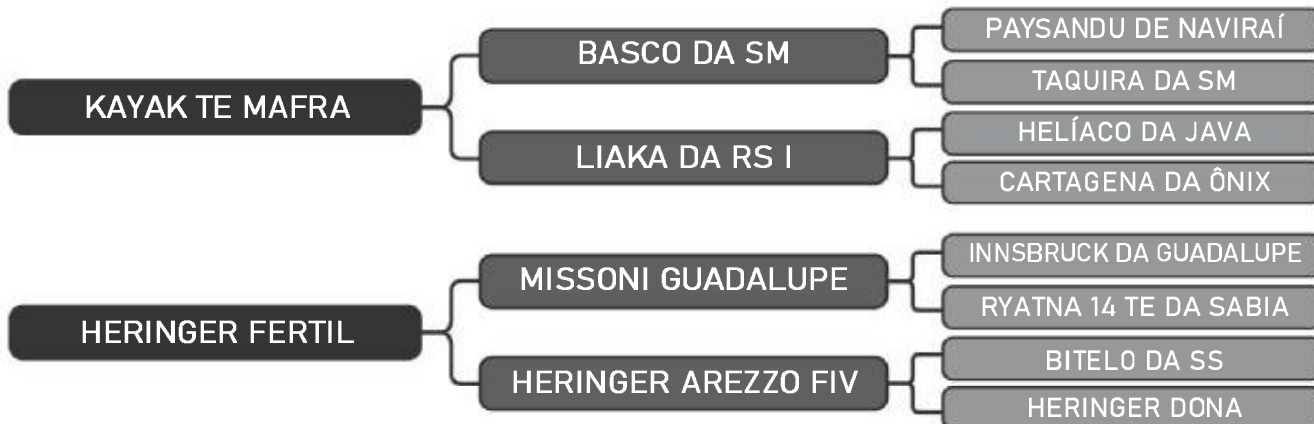 KAYAK TE MAFRA
BASCO DA SM
PAYSANDU DE NAVIRAÍ
TAQUIRA DA SM
LIAKA DA RS I
HELÍACO DA JAVA
CARTAGENA DA ÔNIX
HERINGER FERTIL
MISSONI GUADALUPE
INNSBRUCK DA GUADALUPE
RYATNA 14 TE DA SABIA
HERINGER AREZZO FIV
BITELO DA SS
HERINGER DONA